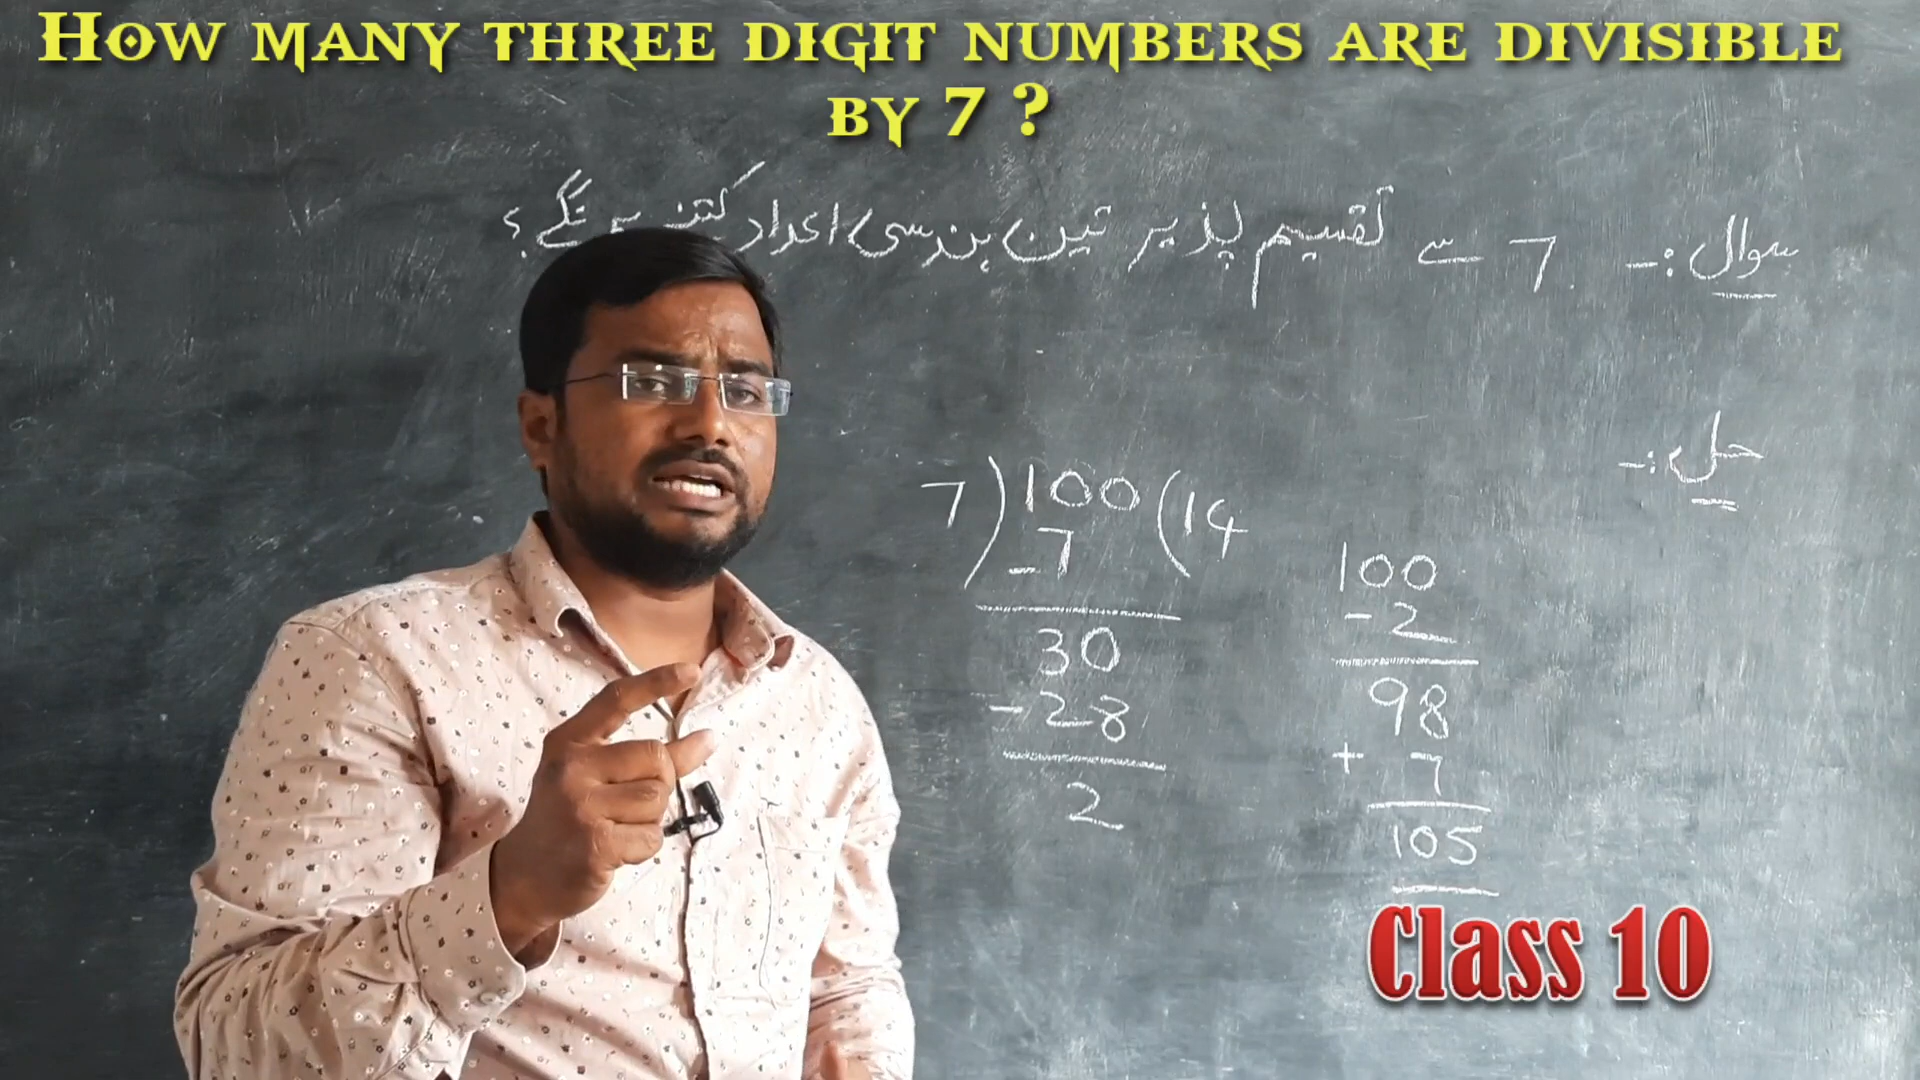 HOW MANY THREE DIGIT NUMBERS ARE DIVISIBLE
BY 7 ?
سوال :- 7 سے تقسیم پذیر تین ہندسی اعداد کتنے ہونگے؟
حل :-
7)100(14
-7
30
-28
2
100
-2
98
+ 7
105
Class 10